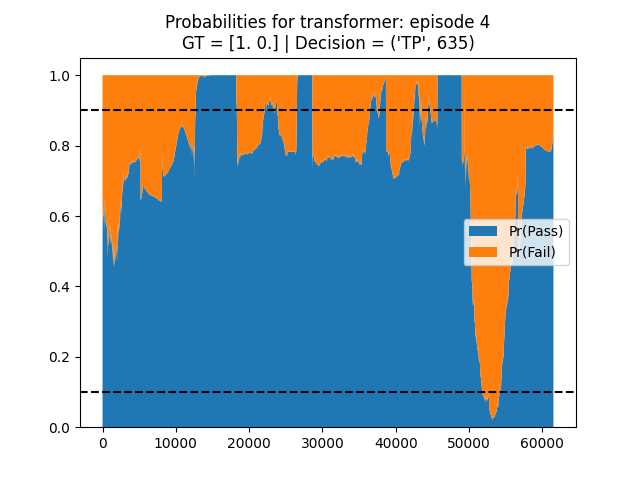 Probabilities for transformer: episode 4
GT = [1. 0.] | Decision = ('TP', 635)
1.0
0.8
0.6
0.4
0.2
0.0
Pr(Pass)
Pr(Fail)
0 10000 20000 30000 40000 50000 60000